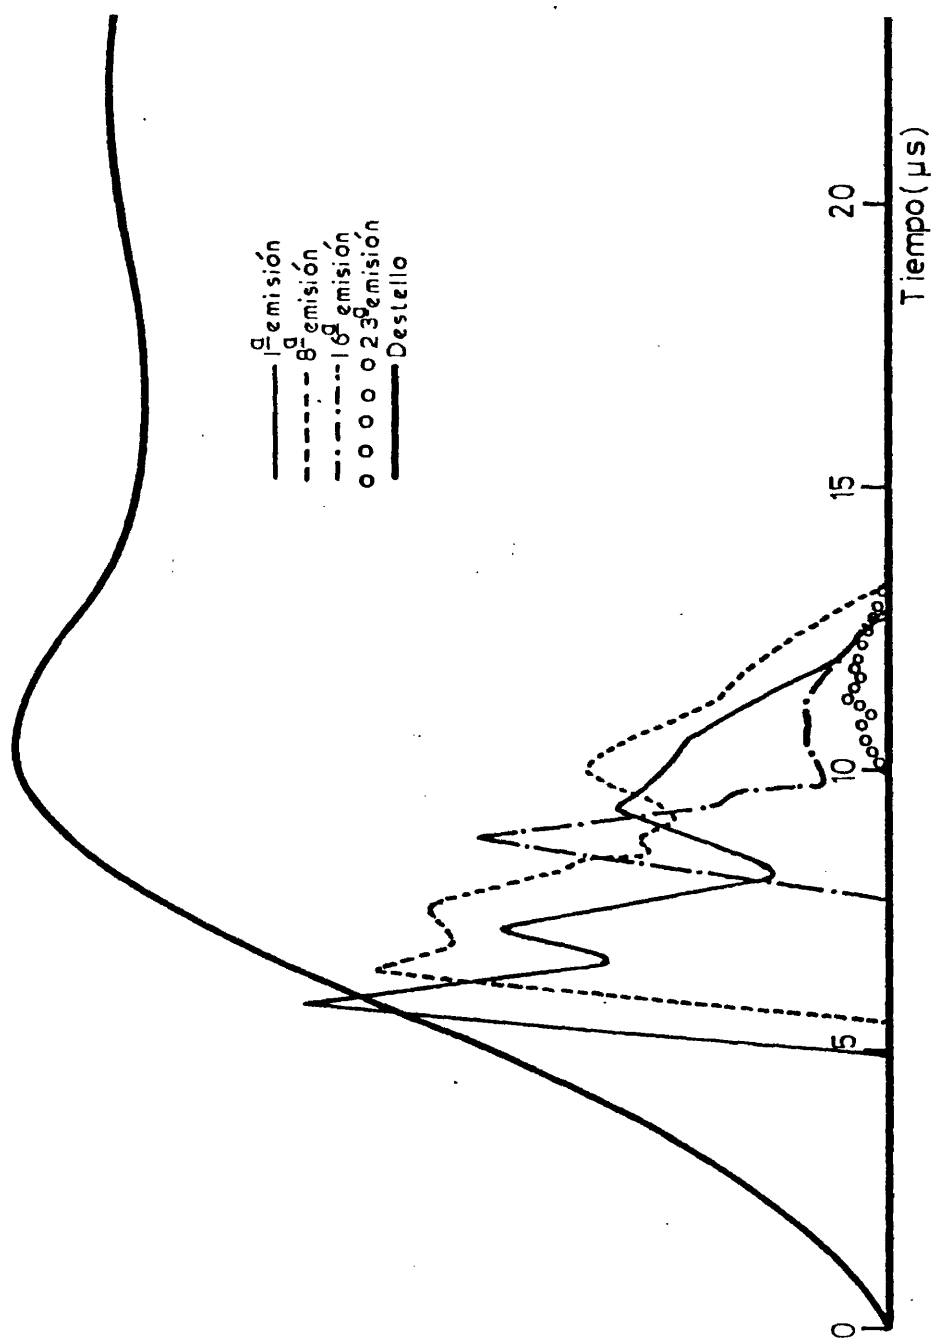 1ª emisión
8ª emisión
16ª emisión
23ª emisión
Destello
0
5
10
15
20
Tiempo (µs)